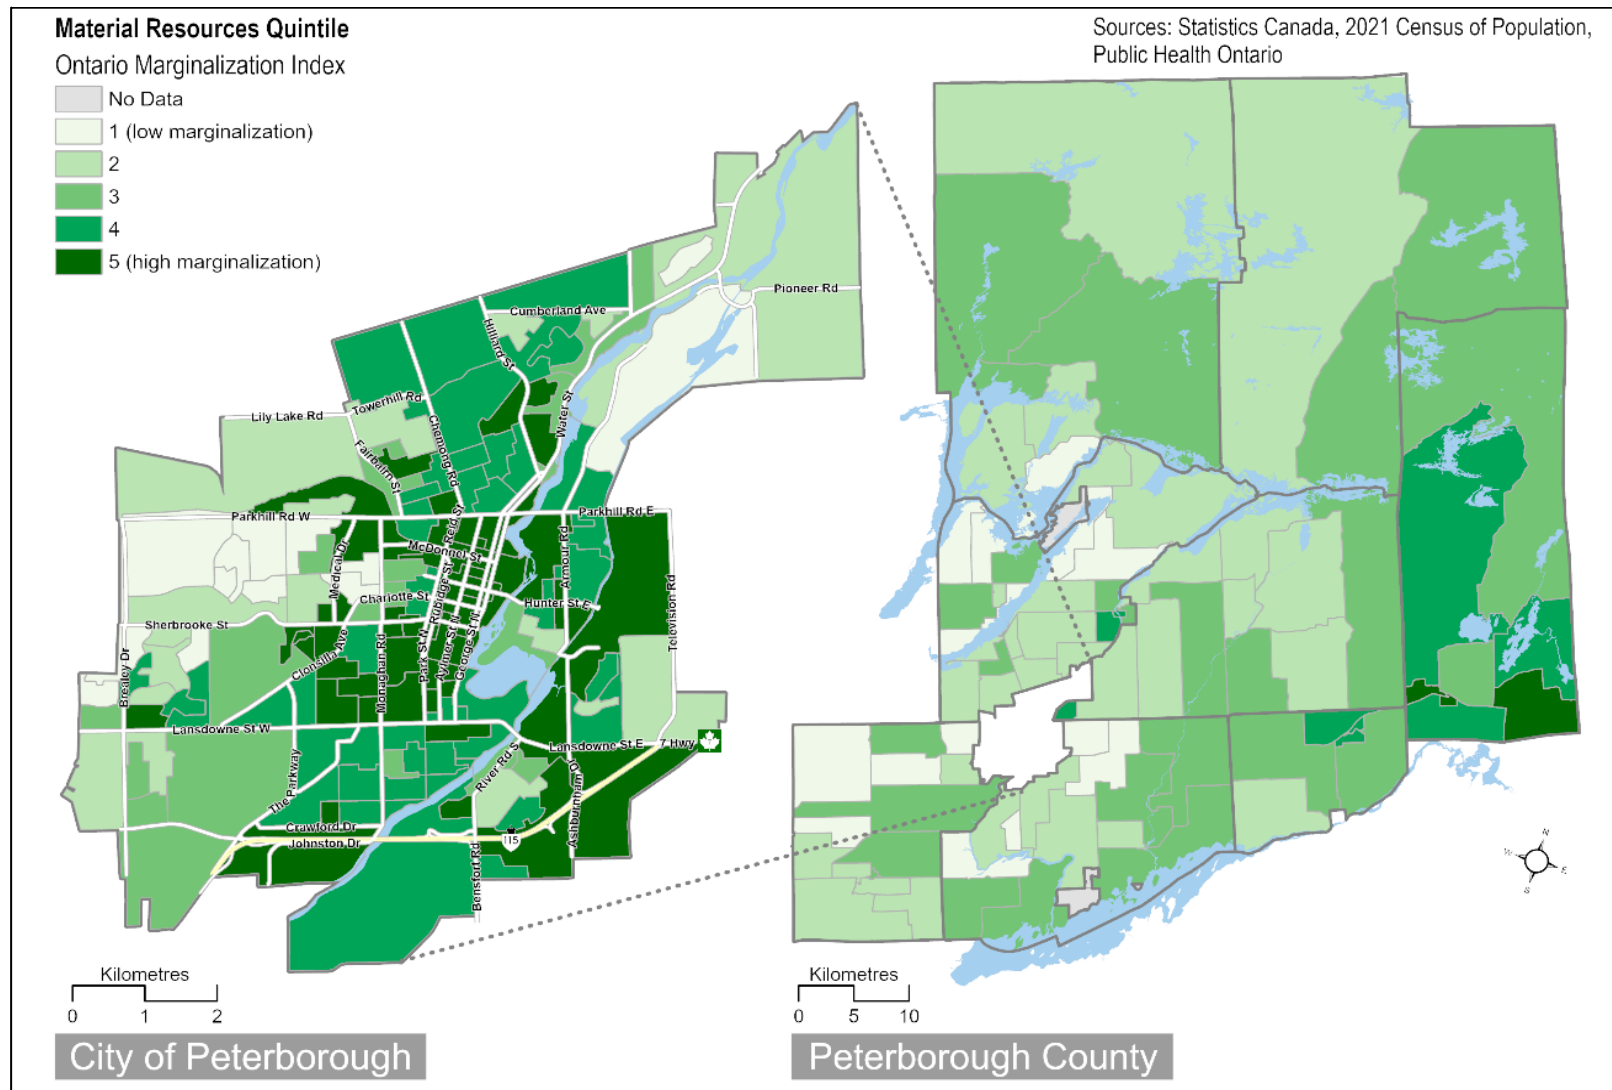 Material Resources Quintile
Ontario Marginalization Index
No Data
1 (low marginalization)
2
3
4
5 (high marginalization)
Sources: Statistics Canada, 2021 Census of Population,
Public Health Ontario
Pioneer Rd
Cumberland Ave
Hilliard St
Water St
Towerhill Rd
Lily Lake Rd
Chemong Rd
Fairbairn St
Parkhill Rd W
Reid St
Parkhill Rd E
McDonnel St
Medical Dr
Armour Rd
Rubidge St
Charlotte St
Hunter St E
Television Rd
Sherbrooke St
Clonsilla Ave
Monaghan Rd
Park St N
Aylmer St N
George St N
Brealey Dr
Lansdowne St W
Lansdowne St E
7 Hwy
The Parkway
River Rd S
Ashburnham Dr
Crawford Dr
Johnston Dr
115
Bensfort Rd
N
W
E
S
Kilometres
0 1 2
City of Peterborough
Kilometres
0 5 10
Peterborough County